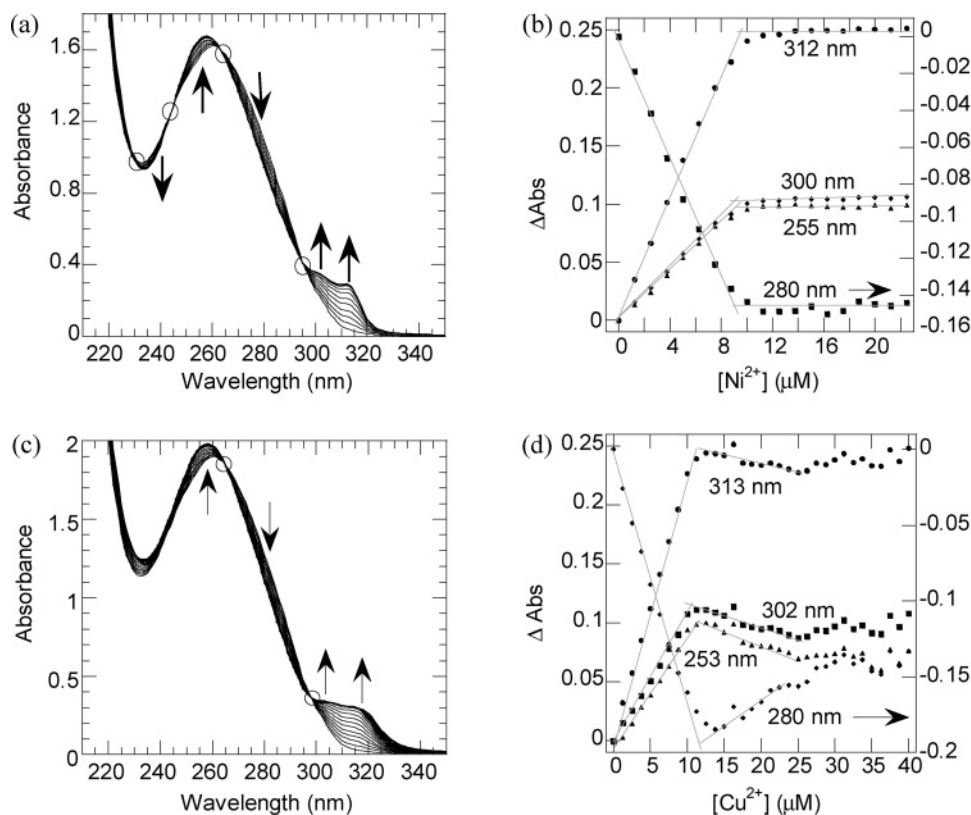 (a)
1.6
1.2
0.8
0.4
0
Absorbance
220 240 260 280 300 320 340
Wavelength (nm)
(b)
0.25
0.2
0.15
0.1
0.05
0
ΔAbs
0
-0.02
-0.04
-0.06
-0.08
-0.1
-0.12
-0.14
-0.16
312 nm
300 nm
255 nm
280 nm
0 4 8 12 16 20
[Ni2+] (μM)
(c)
2
1.5
1
0.5
0
Absorbance
220 240 260 280 300 320 340
Wavelength (nm)
(d)
0.25
0.2
0.15
0.1
0.05
0
Δ Abs
0
-0.05
-0.1
-0.15
-0.2
313 nm
302 nm
253 nm
280 nm
0 5 10 15 20 25 30 35 40
[Cu2+] (μM)